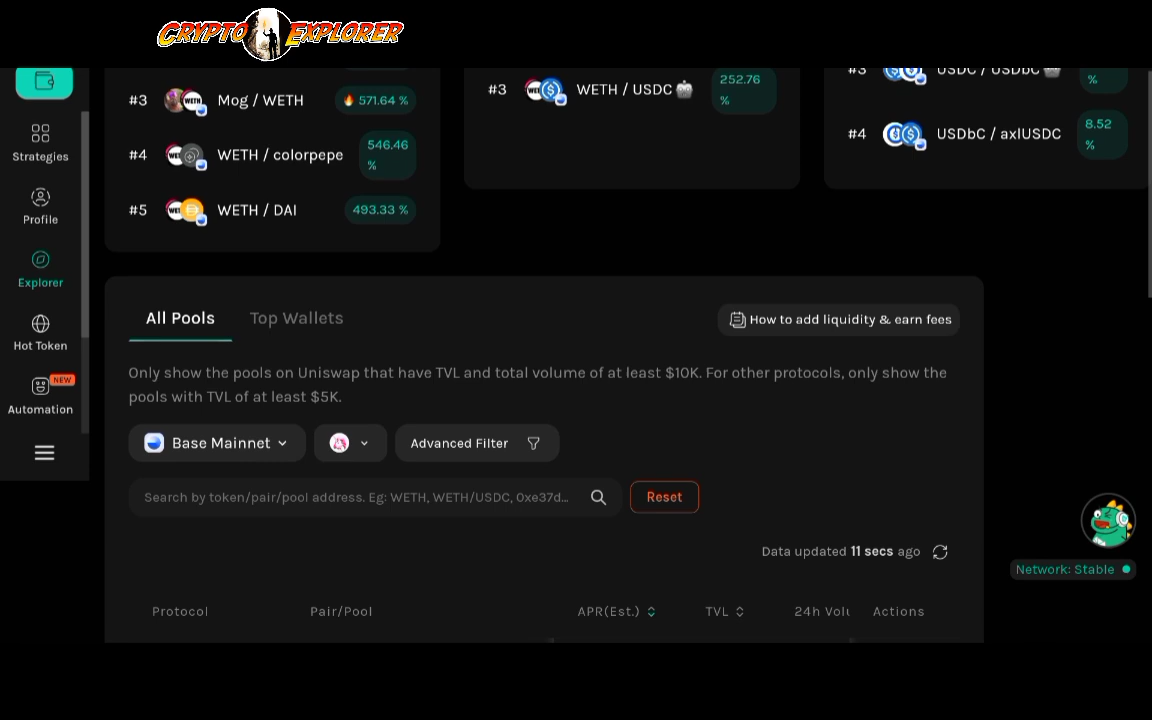 CRYPTO EXPLORER
#3 Mog / WETH 🔥 571.64 %
#4 WETH / colorpepe 546.46 %
#5 WETH / DAI 493.33 %
#3 WETH / USDC 252.76 %
#3 USDC / USDbC %
#4 USDbC / axlUSDC 8.52 %
Strategies
Profile
Explorer
Hot Token
NEW
Automation
All Pools
Top Wallets
How to add liquidity & earn fees
Only show the pools on Uniswap that have TVL and total volume of at least $10K. For other protocols, only show the
pools with TVL of at least $5K.
Base Mainnet
Advanced Filter
Search by token/pair/pool address. Eg: WETH, WETH/USDC, 0xe37d...
Reset
Data updated 11 secs ago
Network: Stable
Protocol Pair/Pool APR(Est.) TVL 24h Volu Actions